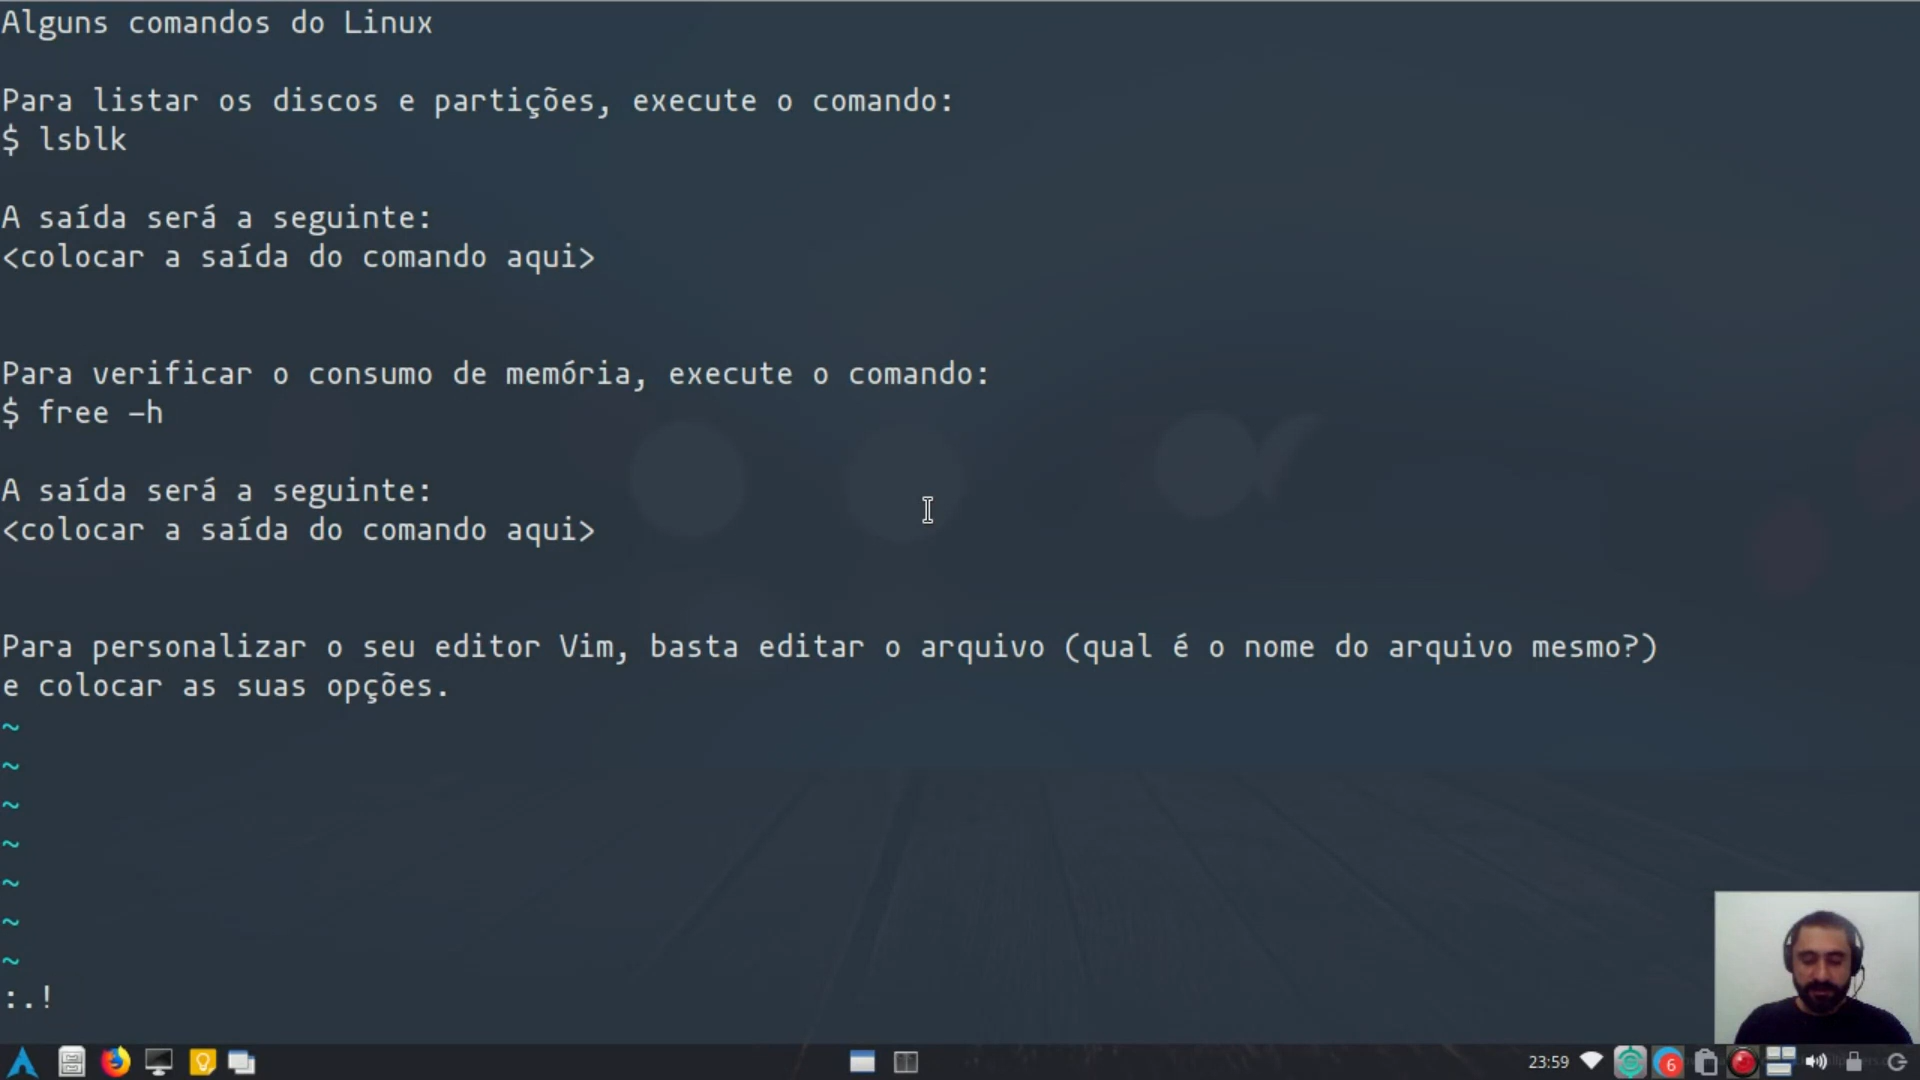 Alguns comandos do Linux
Para listar os discos e partições, execute o comando:
$ lsblk
A saída será a seguinte:
<colocar a saída do comando aqui>
Para verificar o consumo de memória, execute o comando:
$ free -h
A saída será a seguinte:
<colocar a saída do comando aqui>
Para personalizar o seu editor Vim, basta editar o arquivo (qual é o nome do arquivo mesmo?)
e colocar as suas opções.
~
~
~
~
~
~
~
:.!
23:59
6